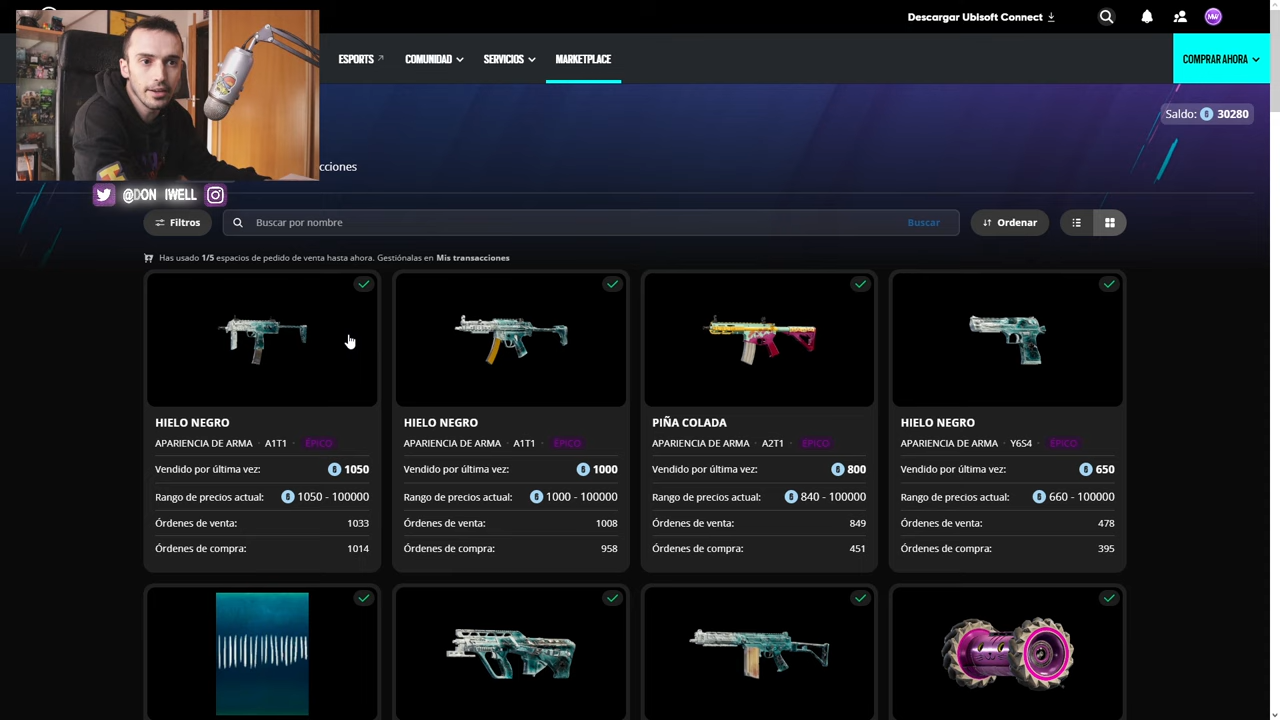 Descargar Ubisoft Connect
MW
ESPORTS
COMUNIDAD
SERVICIOS
MARKETPLACE
COMPRAR AHORA
Saldo: 30280
cciones
@DON IWELL
Filtros
Buscar por nombre
Buscar
Ordenar
Has usado 1/5 espacios de pedido de venta hasta ahora. Gestiónalas en Mis transacciones
HIELO NEGRO
APARIENCIA DE ARMA · A1T1 · ÉPICO
Vendido por última vez: 1050
Rango de precios actual: 1050 - 100000
Órdenes de venta: 1033
Órdenes de compra: 1014
HIELO NEGRO
APARIENCIA DE ARMA · A1T1 · ÉPICO
Vendido por última vez: 1000
Rango de precios actual: 1000 - 100000
Órdenes de venta: 1008
Órdenes de compra: 958
PIÑA COLADA
APARIENCIA DE ARMA · A2T1 · ÉPICO
Vendido por última vez: 800
Rango de precios actual: 840 - 100000
Órdenes de venta: 849
Órdenes de compra: 451
HIELO NEGRO
APARIENCIA DE ARMA · Y6S4 · ÉPICO
Vendido por última vez: 650
Rango de precios actual: 660 - 100000
Órdenes de venta: 478
Órdenes de compra: 395